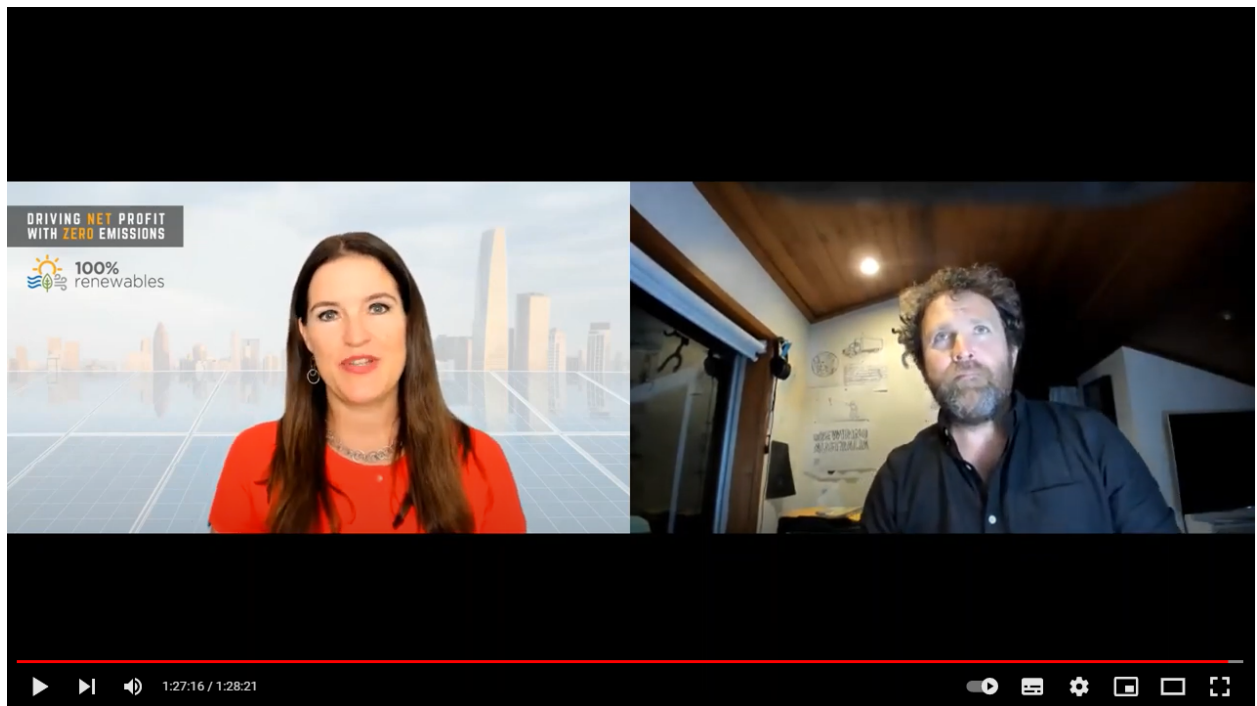 DRIVING NET PROFIT
WITH ZERO EMISSIONS
100%
renewables
1:27:16 / 1:28:21